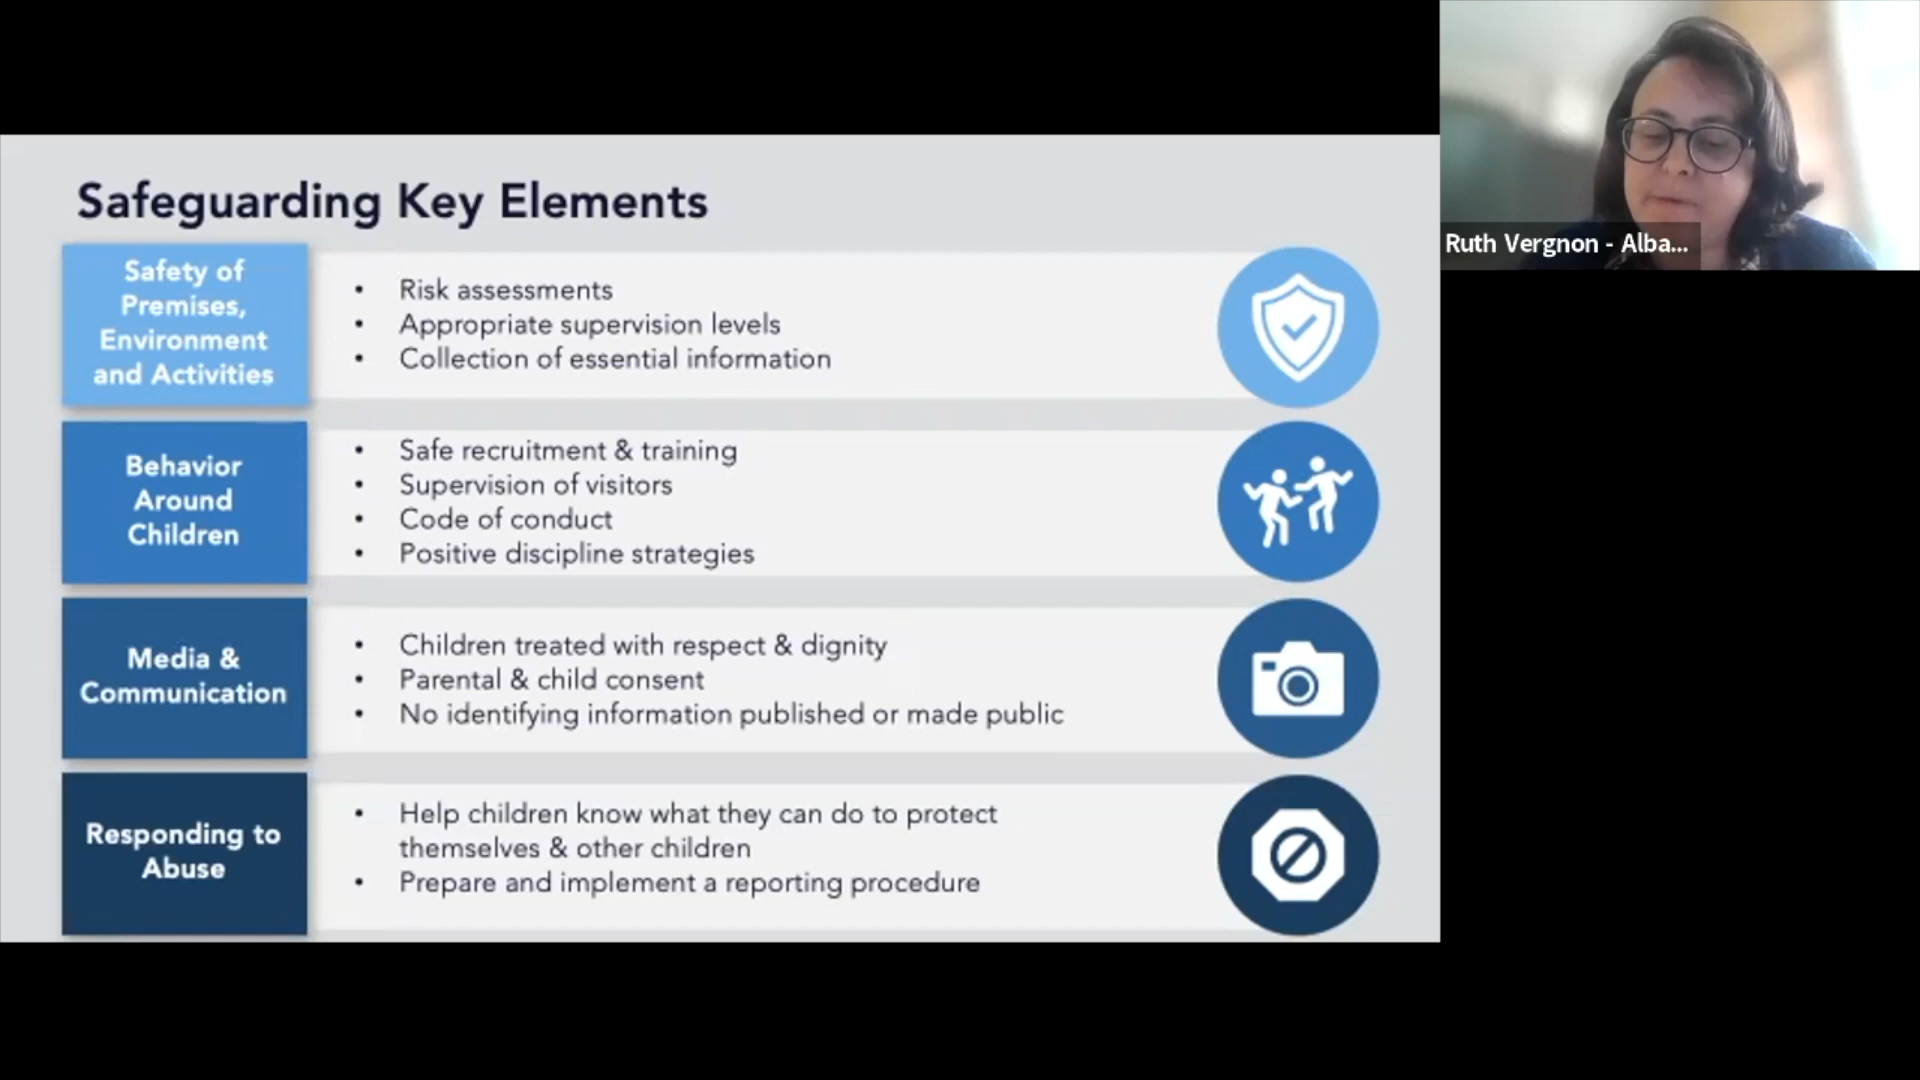 Safeguarding Key Elements
Safety of
Premises,
Environment
and Activities
• Risk assessments
• Appropriate supervision levels
• Collection of essential information
Behavior
Around
Children
• Safe recruitment & training
• Supervision of visitors
• Code of conduct
• Positive discipline strategies
Media &
Communication
• Children treated with respect & dignity
• Parental & child consent
• No identifying information published or made public
Responding to
Abuse
• Help children know what they can do to protect
themselves & other children
• Prepare and implement a reporting procedure
Ruth Vergnon - Alba...